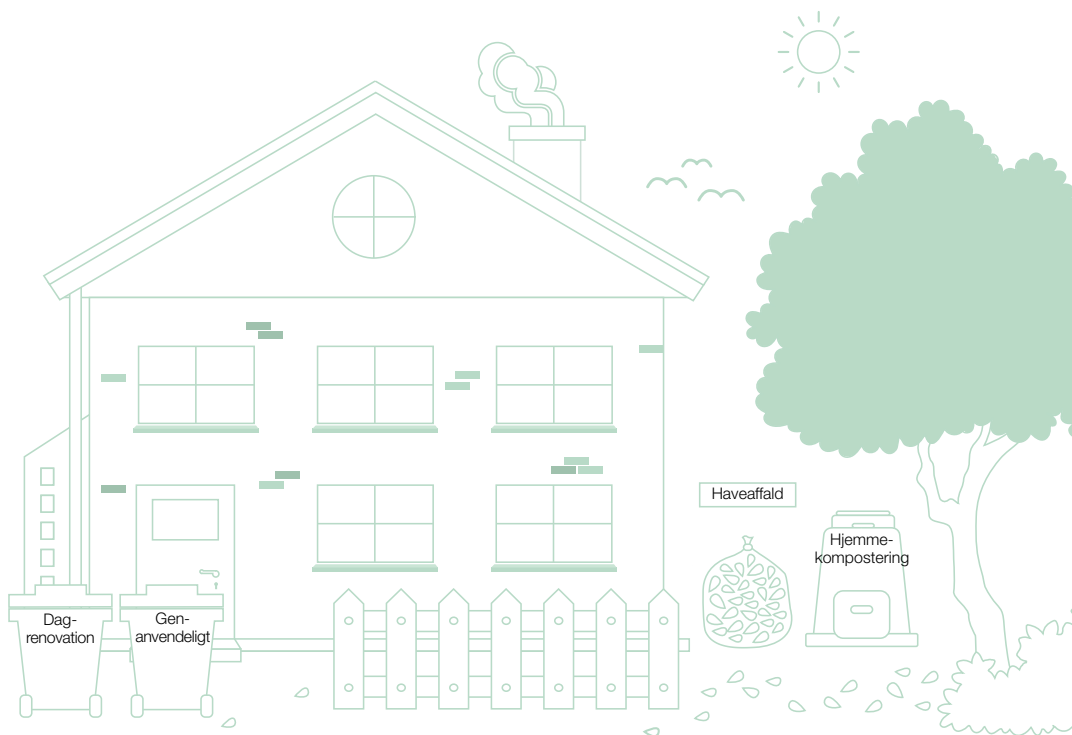 Haveaffald
Hjemme-
kompostering
Dag-
renovation
Gen-
anvendeligt